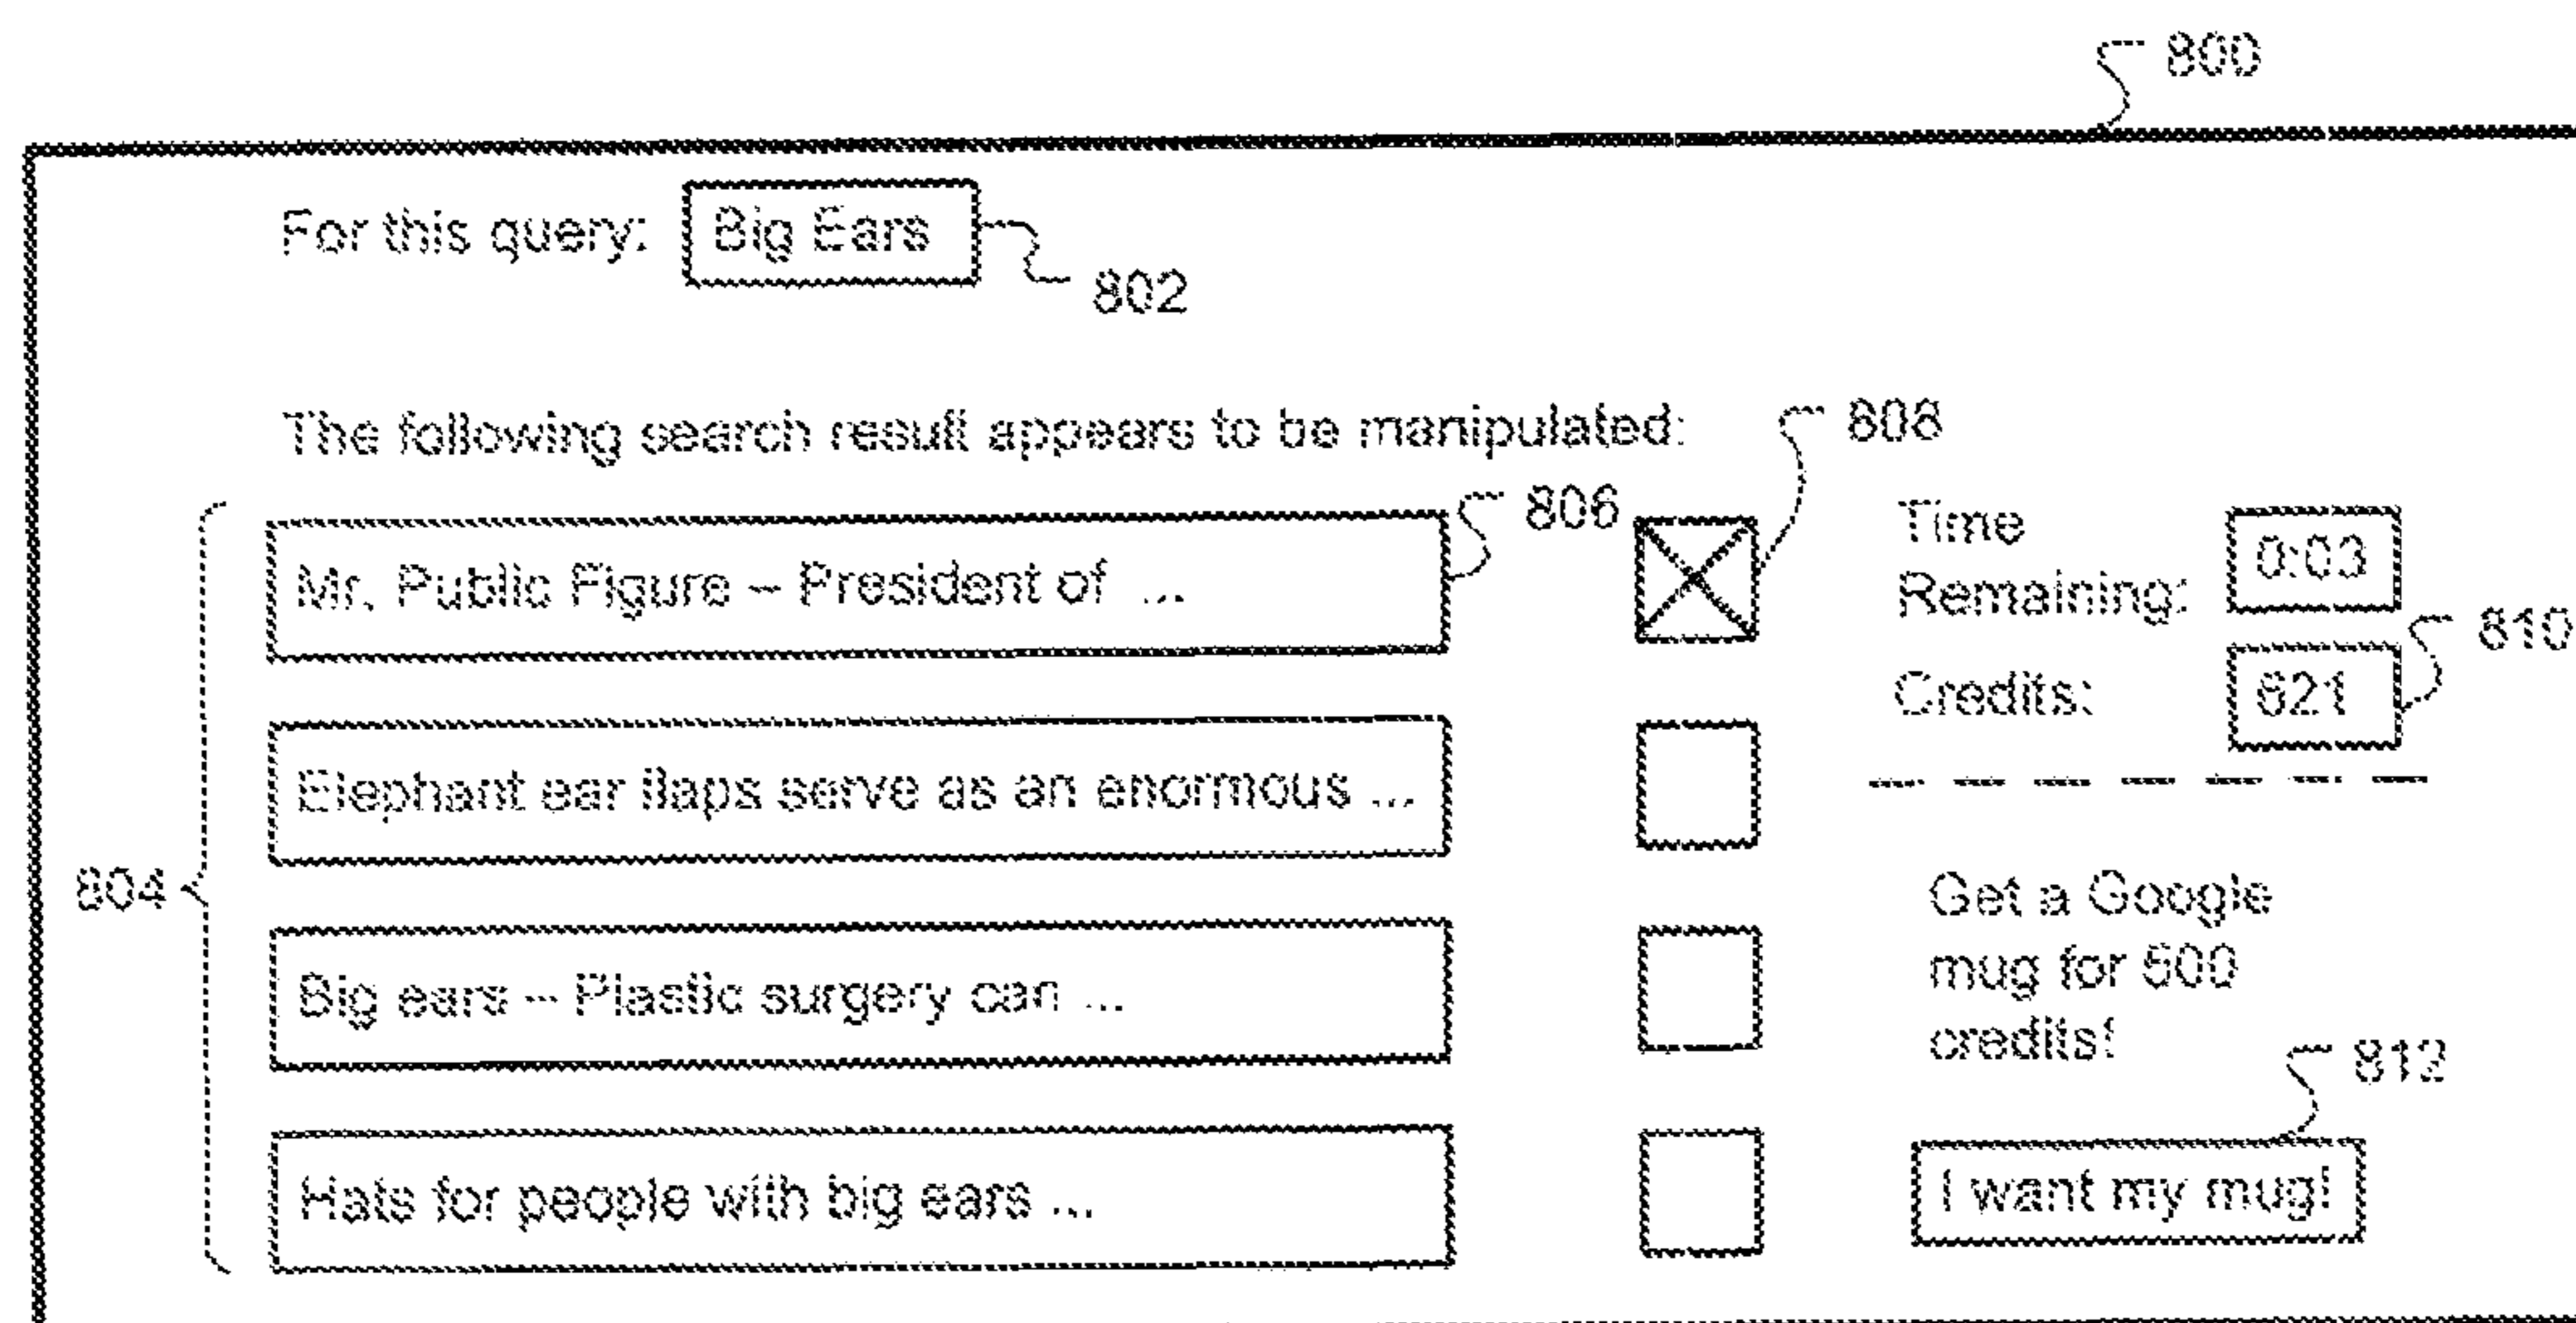 800
For this query: Big Ears
802
The following search result appears to be manipulated:
808
Mr. Public Figure – President of ...
806
Time
Remaining:
0:03
810
Credits:
621
Elephant ear flaps serve as an enormous ...
804
Big ears – Plastic surgery can ...
Get a Google
mug for 500
credits!
812
Hats for people with big ears ...
I want my mug!